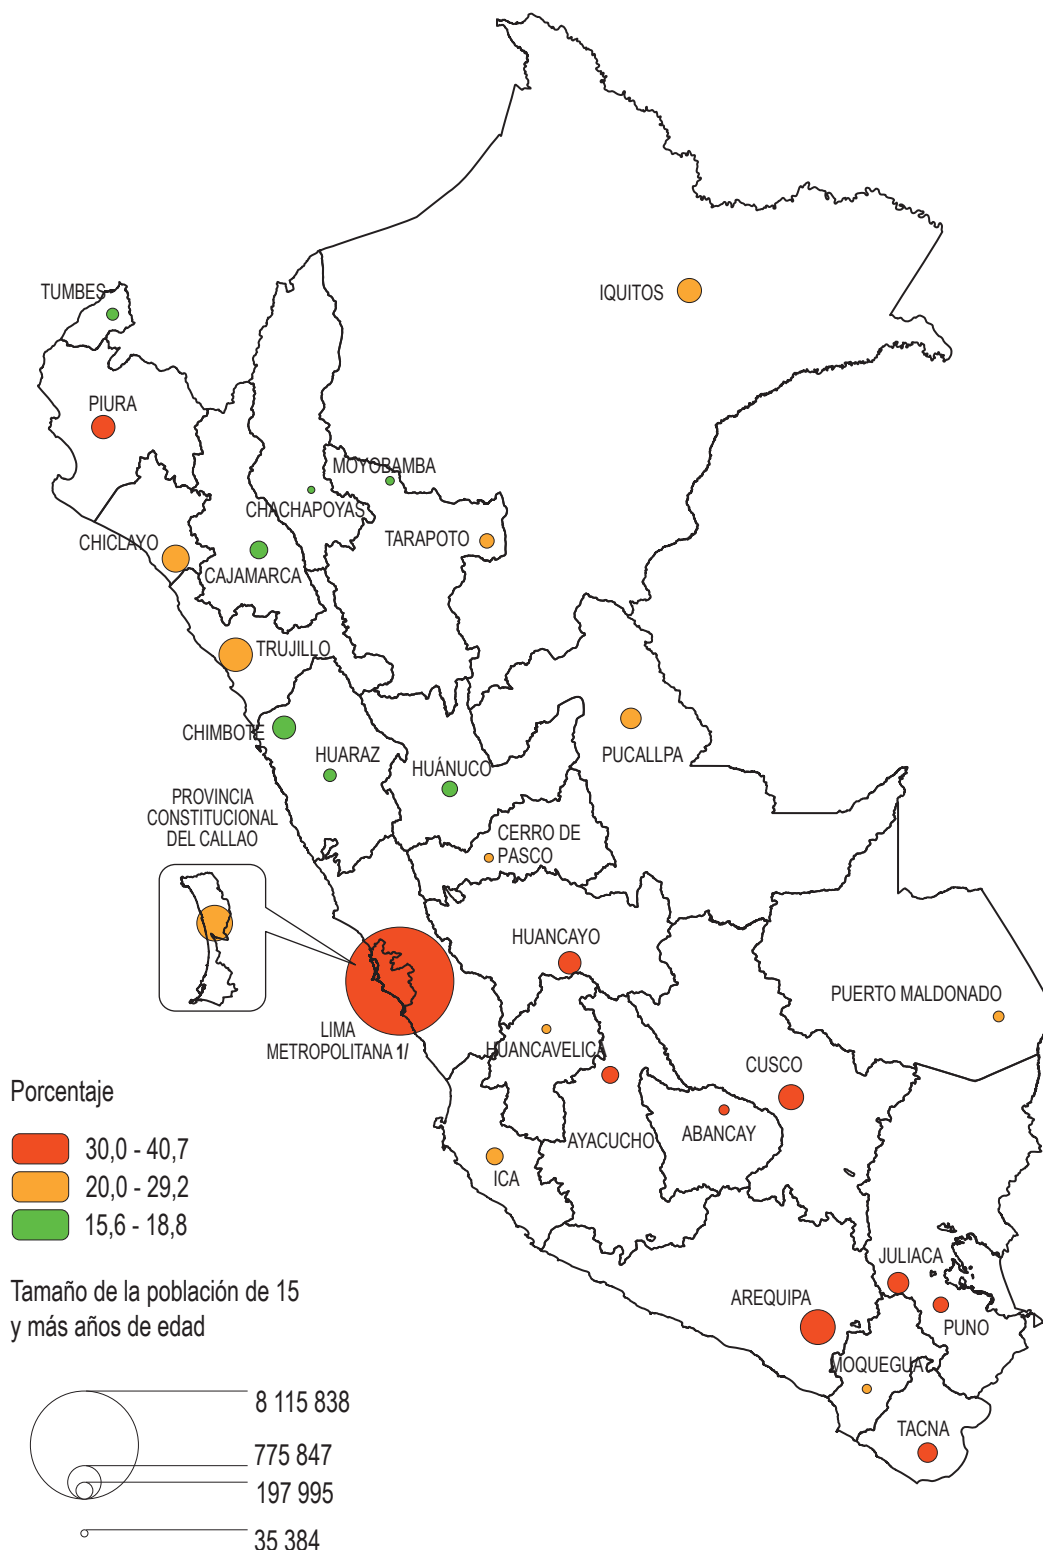 TUMBES
IQUITOS
PIURA
MOYOBAMBA
CHACHAPOYAS
TARAPOTO
CHICLAYO
CAJAMARCA
TRUJILLO
CHIMBOTE
HUARAZ
HUÁNUCO
PUCALLPA
PROVINCIA
CONSTITUCIONAL
DEL CALLAO
CERRO DE
PASCO
HUANCAYO
PUERTO MALDONADO
LIMA
METROPOLITANA 1/
HUANCAVELICA
CUSCO
AYACUCHO
ABANCAY
ICA
JULIACA
AREQUIPA
PUNO
MOQUEGUA
TACNA
Porcentaje
30,0 - 40,7
20,0 - 29,2
15,6 - 18,8
Tamaño de la población de 15
y más años de edad
8 115 838
775 847
197 995
35 384